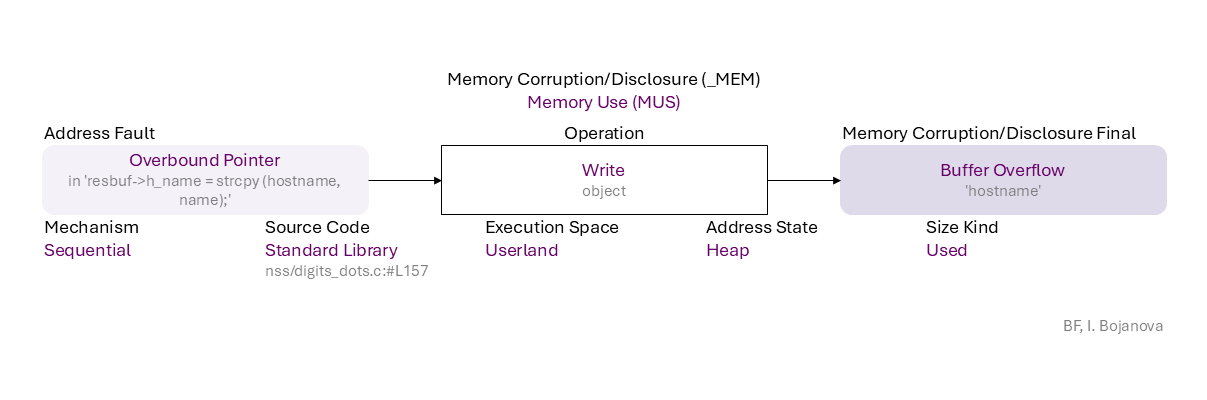 Memory Corruption/Disclosure (_MEM)
Memory Use (MUS)
Address Fault
Operation
Memory Corruption/Disclosure Final
Overbound Pointer
in 'resbuf->h_name = strcpy (hostname,
name);'
Write
object
Buffer Overflow
'hostname'
Mechanism
Source Code
Execution Space
Address State
Size Kind
Sequential
Standard Library
Userland
Heap
Used
nss/digits_dots.c:#L157
BF, I. Bojanova